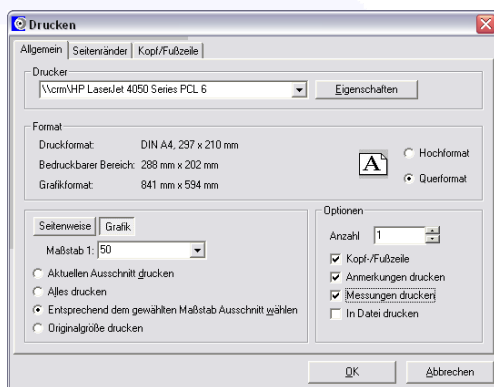 Drucken
Allgemein Seitenränder Kopf/Fußzeile
Drucker
\\crm\HP LaserJet 4050 Series PCL 6 Eigenschaften
Format
Druckformat: DIN A4, 297 x 210 mm
Bedruckbarer Bereich: 288 mm x 202 mm
Grafikformat: 841 mm x 594 mm
A
Hochformat
Querformat
Seitenweise Grafik
Maßstab 1: 50
Aktuellen Ausschnitt drucken
Alles drucken
Entsprechend dem gewählten Maßstab Ausschnitt wählen
Originalgröße drucken
Optionen
Anzahl 1
Kopf-/Fußzeile
Anmerkungen drucken
Messungen drucken
In Datei drucken
OK Abbrechen